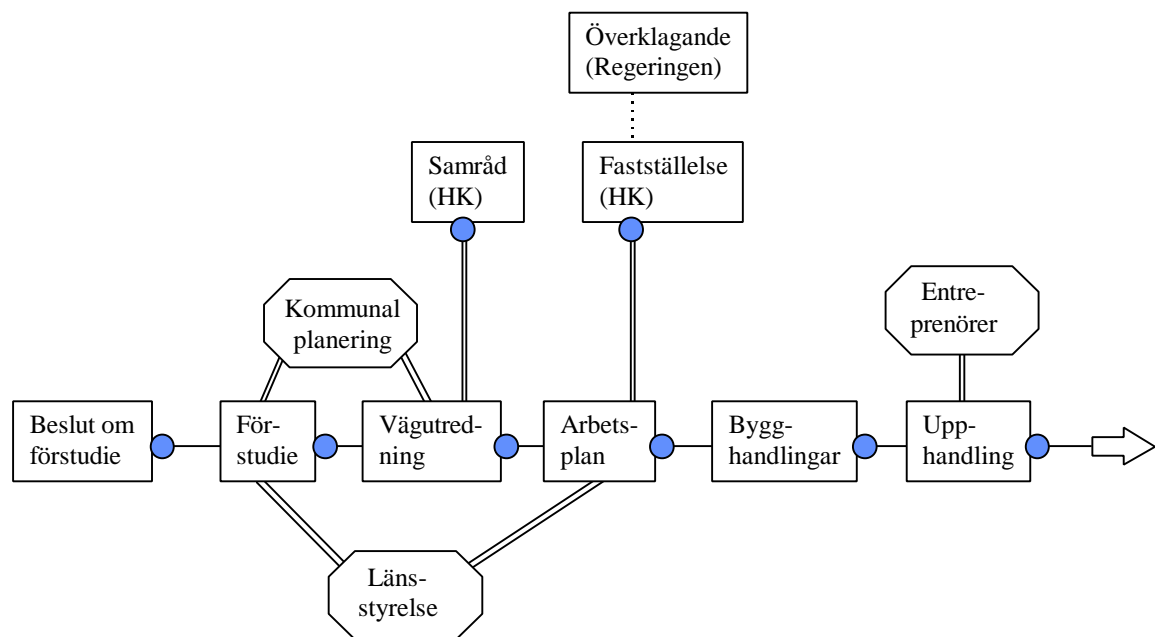 Överklagande
(Regeringen)
Samråd
(HK)
Fastställelse
(HK)
Kommunal
planering
Entre-
prenörer
Beslut om
förstudie
För-
studie
Vägutred-
ning
Arbets-
plan
Bygg-
handlingar
Upp-
handling
Läns-
styrelse